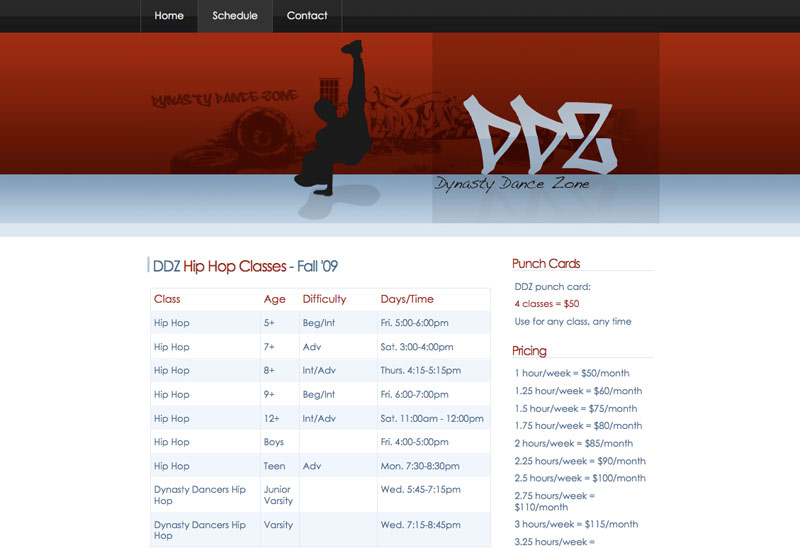 Home Schedule Contact
DYNASTY DANCE ZONE
DDZ
Dynasty Dance Zone
DDZ Hip Hop Classes - Fall '09
Class Age Difficulty Days/Time
Hip Hop 5+ Beg/Int Fri. 5:00-6:00pm
Hip Hop 7+ Adv Sat. 3:00-4:00pm
Hip Hop 8+ Int/Adv Thurs. 4:15-5:15pm
Hip Hop 9+ Beg/Int Fri. 6:00-7:00pm
Hip Hop 12+ Int/Adv Sat. 11:00am - 12:00pm
Hip Hop Boys Fri. 4:00-5:00pm
Hip Hop Teen Adv Mon. 7:30-8:30pm
Dynasty Dancers Hip Junior Wed. 5:45-7:15pm
Hop Varsity
Dynasty Dancers Hip Varsity Wed. 7:15-8:45pm
Hop
Punch Cards
DDZ punch card:
4 classes = $50
Use for any class, any time
Pricing
1 hour/week = $50/month
1.25 hour/week = $60/month
1.5 hour/week = $75/month
1.75 hour/week = $80/month
2 hours/week = $85/month
2.25 hours/week = $90/month
2.5 hours/week = $100/month
2.75 hours/week =
$110/month
3 hours/week = $115/month
3.25 hours/week =